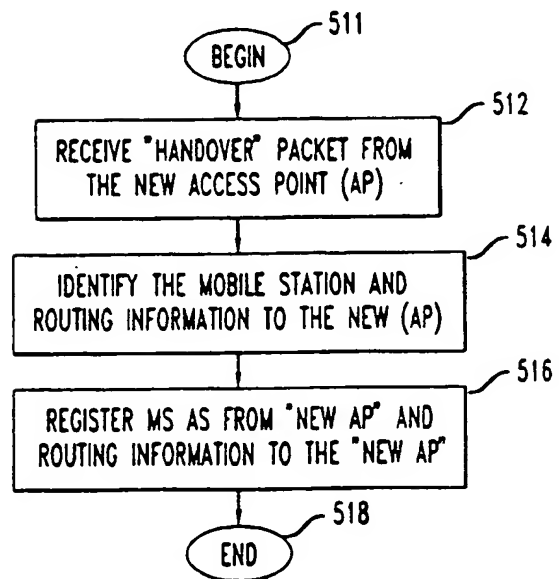 511
BEGIN
512
RECEIVE "HANDOVER" PACKET FROM
THE NEW ACCESS POINT (AP)
514
IDENTIFY THE MOBILE STATION AND
ROUTING INFORMATION TO THE NEW (AP)
516
REGISTER MS AS FROM "NEW AP" AND
ROUTING INFORMATION TO THE "NEW AP"
518
END